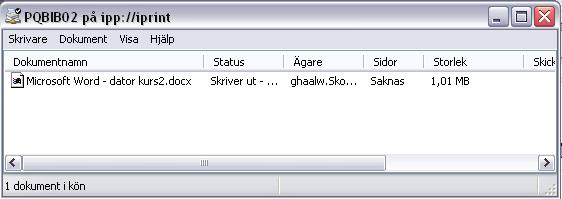 PQBIB02 på ipp://iprint
Skrivare Dokument Visa Hjälp
Dokumentnamn Status Ägare Sidor Storlek Skick
Microsoft Word - dator kurs2.docx Skriver ut - ... ghaalw.Sko... Saknas 1,01 MB
1 dokument i kön